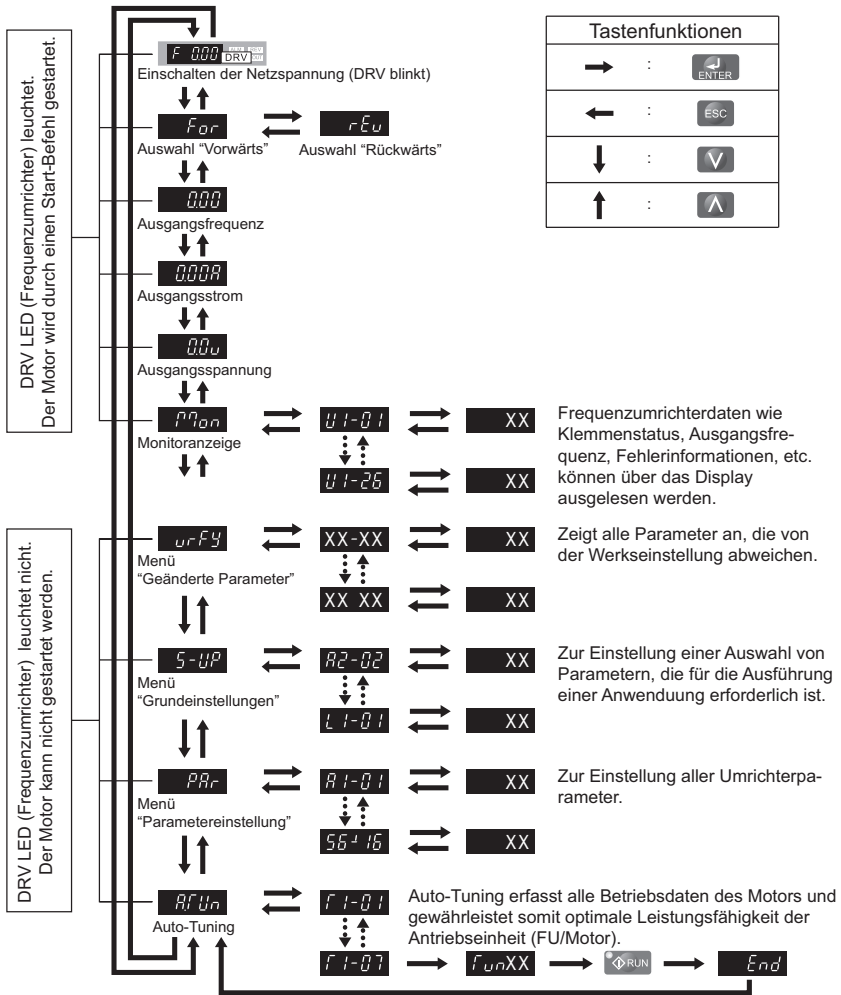 DRV LED (Frequenzumrichter) leuchtet.
Der Motor wird durch einen Start-Befehl gestartet.
F 0.00
DRV
Einschalten der Netzspannung (DRV blinkt)
For
rEv
Auswahl “Vorwärts”
Auswahl “Rückwärts”
0.00
Ausgangsfrequenz
0.00A
Ausgangsstrom
0.0v
Ausgangsspannung
Mon
U1-01
XX
Monitoranzeige
U1-26
XX
Frequenzumrichterdaten wie
Klemmenstatus, Ausgangsfre-
quenz, Fehlerinformationen, etc.
können über das Display
ausgelesen werden.
Tastenfunktionen
:
ENTER
:
ESC
:
V
:
Λ
DRV LED (Frequenzumrichter) leuchtet nicht.
Der Motor kann nicht gestartet werden.
urFy
XX-XX
XX
Menü
“Geänderte Parameter”
XX XX
XX
Zeigt alle Parameter an, die von
der Werkseinstellung abweichen.
S-UP
A2-02
XX
Menü
“Grundeinstellungen”
L1-01
XX
Zur Einstellung einer Auswahl von
Parametern, die für die Ausführung
einer Anwenduung erforderlich ist.
PAr
A1-01
XX
Menü
“Parametereinstellung”
S6-16
XX
Zur Einstellung aller Umrichterpa-
rameter.
A.TUn
T1-01
Auto-Tuning
Auto-Tuning erfasst alle Betriebsdaten des Motors und
gewährleistet somit optimale Leistungsfähigkeit der
Antriebseinheit (FU/Motor).
T1-07
TunXX
RUN
End